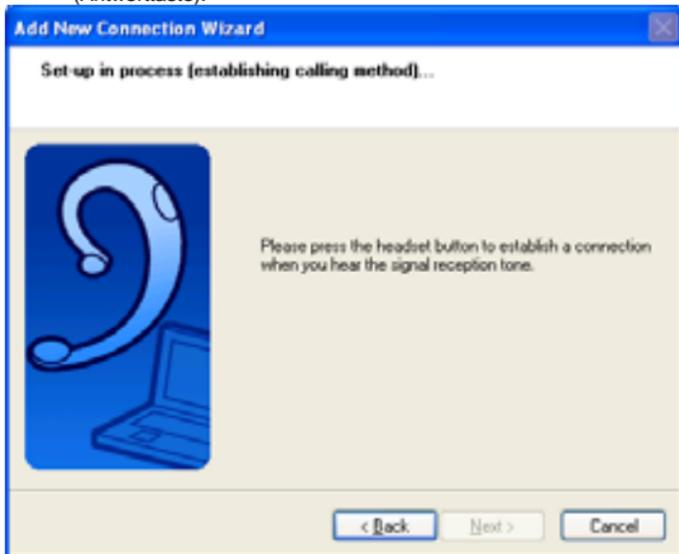 (Antworttaste).
Add New Connection Wizard
Set-up in process (establishing calling method)...
Please press the headset button to establish a connection
when you hear the signal reception tone.
< Back
Next >
Cancel